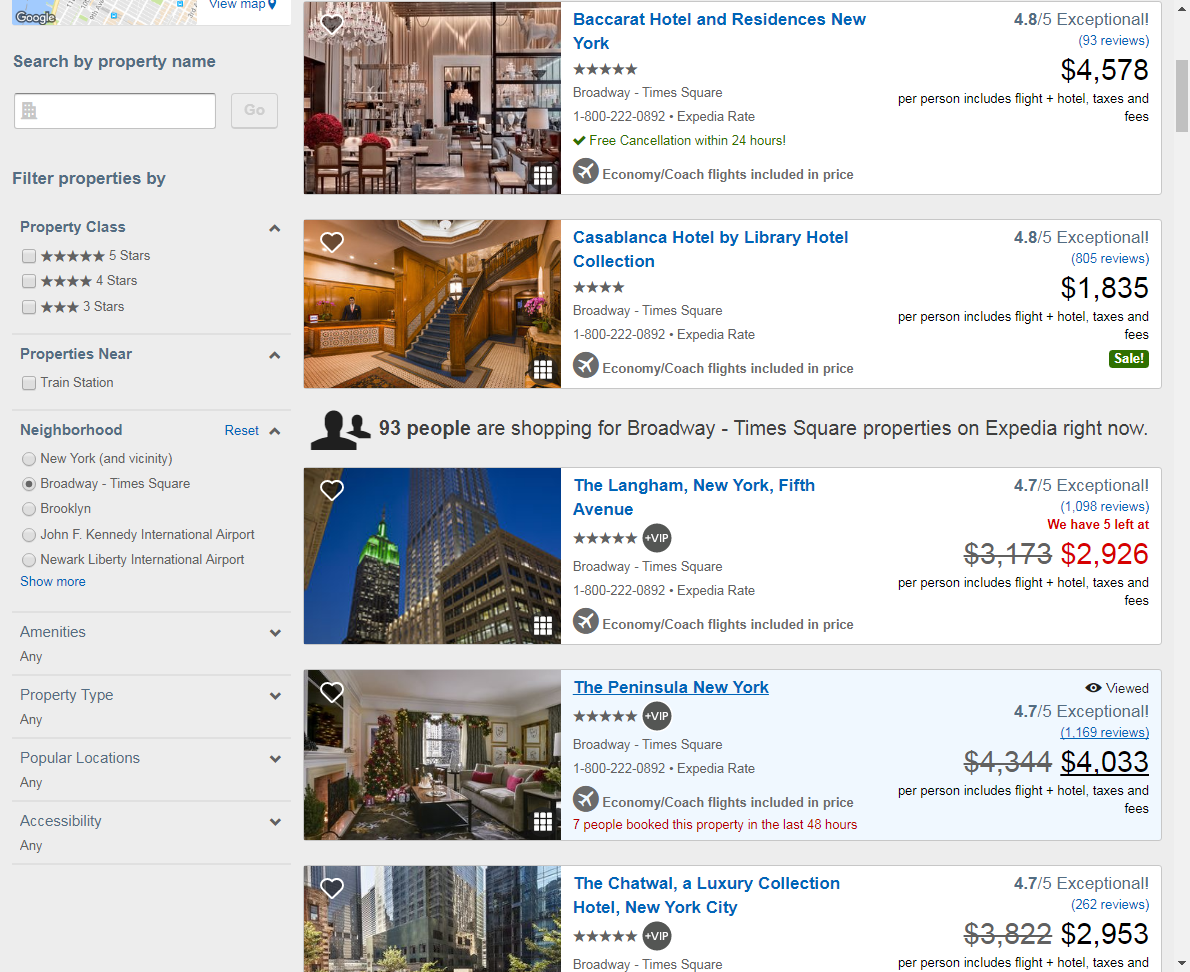 Google
View map
Search by property name
Go
Filter properties by
Property Class
★★★★★ 5 Stars
★★★★ 4 Stars
★★★ 3 Stars
Properties Near
Train Station
Neighborhood
Reset
New York (and vicinity)
Broadway - Times Square
Brooklyn
John F. Kennedy International Airport
Newark Liberty International Airport
Show more
Amenities
Any
Property Type
Any
Popular Locations
Any
Accessibility
Any
Baccarat Hotel and Residences New
York
★★★★★
Broadway - Times Square
1-800-222-0892 • Expedia Rate
Free Cancellation within 24 hours!
Economy/Coach flights included in price
4.8/5 Exceptional!
(93 reviews)
$4,578
per person includes flight + hotel, taxes and
fees
Casablanca Hotel by Library Hotel
Collection
★★★★
Broadway - Times Square
1-800-222-0892 • Expedia Rate
Economy/Coach flights included in price
4.8/5 Exceptional!
(805 reviews)
$1,835
per person includes flight + hotel, taxes and
fees
Sale!
93 people are shopping for Broadway - Times Square properties on Expedia right now.
The Langham, New York, Fifth
Avenue
★★★★★ +VIP
Broadway - Times Square
1-800-222-0892 • Expedia Rate
Economy/Coach flights included in price
4.7/5 Exceptional!
(1,098 reviews)
We have 5 left at
$3,173 $2,926
per person includes flight + hotel, taxes and
fees
The Peninsula New York
★★★★★ +VIP
Broadway - Times Square
1-800-222-0892 • Expedia Rate
Economy/Coach flights included in price
7 people booked this property in the last 48 hours
Viewed
4.7/5 Exceptional!
(1,169 reviews)
$4,344 $4,033
per person includes flight + hotel, taxes and
fees
The Chatwal, a Luxury Collection
Hotel, New York City
★★★★★ +VIP
Broadway - Times Square
4.7/5 Exceptional!
(262 reviews)
$3,822 $2,953
per person includes flight + hotel, taxes and